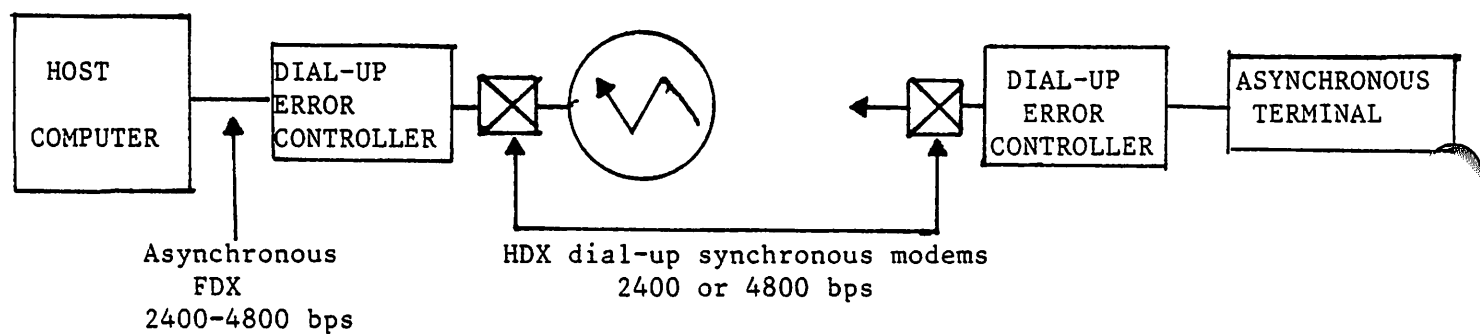 HOST
COMPUTER
DIAL-UP
ERROR
CONTROLLER
DIAL-UP
ERROR
CONTROLLER
ASYNCHRONOUS
TERMINAL
Asynchronous
FDX
2400-4800 bps
HDX dial-up synchronous modems
2400 or 4800 bps